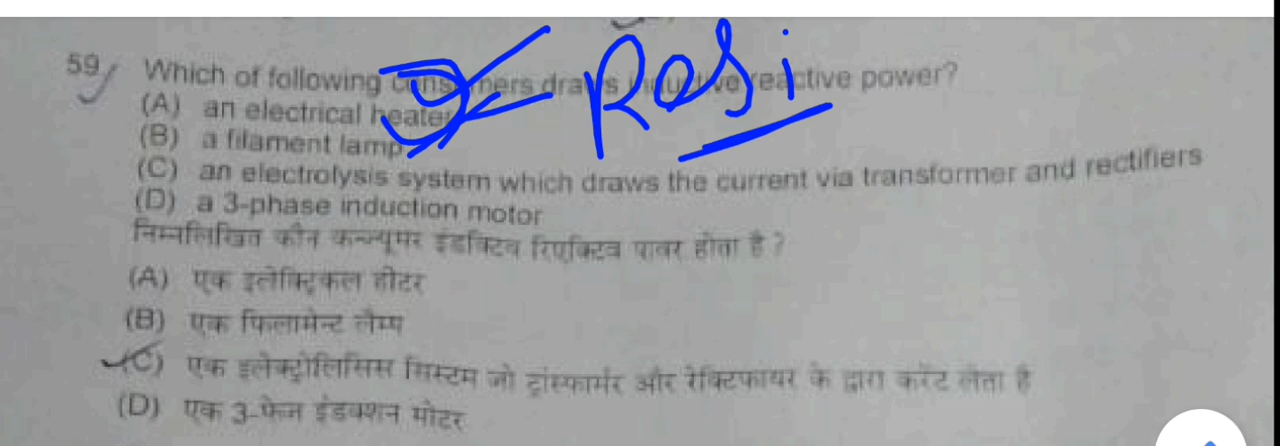 59 Which of following consumers draws inductive reactive power?
Resi
(A) an electrical heater
(B) a filament lamp
(C) an electrolysis system which draws the current via transformer and rectifiers
(D) a 3-phase induction motor
निम्नलिखित कौन कन्ज्यूमर इंडक्टिव रिएक्टिव पावर होता है ?
(A) एक इलेक्ट्रिकल हीटर
(B) एक फिलामेन्ट लैम्प
(C) एक इलेक्ट्रोलिसिस सिस्टम जो ट्रांस्फार्मर और रेक्टिफायर के द्वारा करेंट लेता है
(D) एक 3-फेज इंडक्शन मोटर